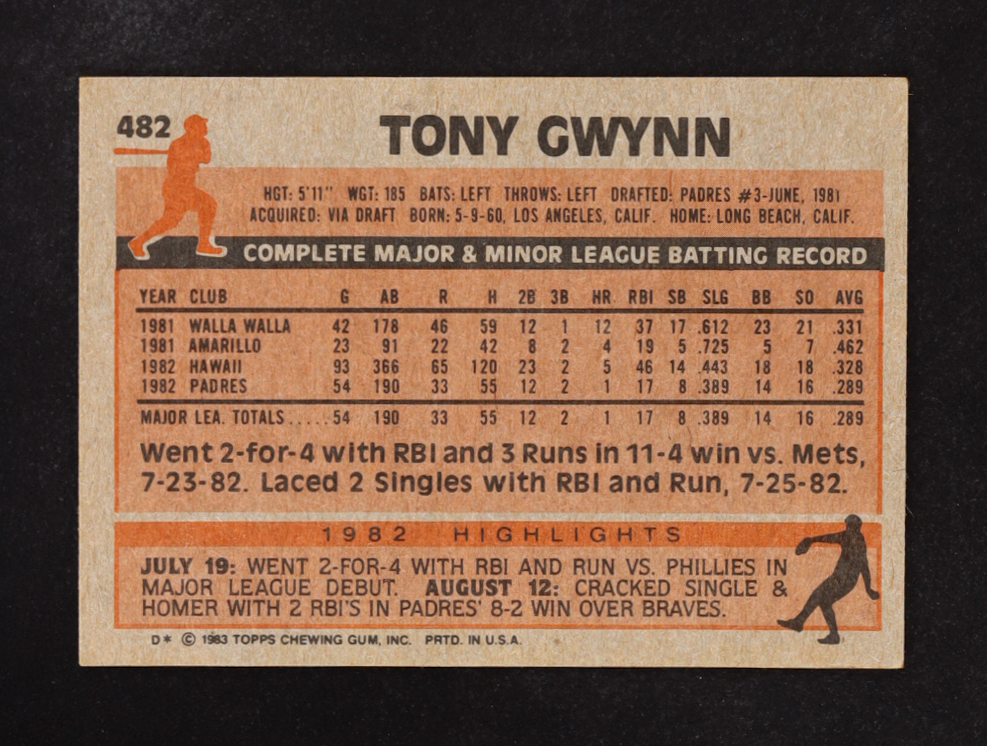 482
TONY GWYNN
HGT: 5'11" WGT: 185 BATS: LEFT THROWS: LEFT DRAFTED: PADRES #3-JUNE, 1981
ACQUIRED: VIA DRAFT BORN: 5-9-60, LOS ANGELES, CALIF. HOME: LONG BEACH, CALIF.
COMPLETE MAJOR & MINOR LEAGUE BATTING RECORD
YEAR CLUB G AB R H 2B 3B HR RBI SB SLG BB SO AVG
1981 WALLA WALLA 42 178 46 59 12 1 12 37 17 .612 23 21 .331
1981 AMARILLO 23 91 22 42 8 2 4 19 5 .725 5 7 .462
1982 HAWAII 93 366 65 120 23 2 5 46 14 .443 18 18 .328
1982 PADRES 54 190 33 55 12 2 1 17 8 .389 14 16 .289
MAJOR LEA. TOTALS ..... 54 190 33 55 12 2 1 17 8 .389 14 16 .289
Went 2-for-4 with RBI and 3 Runs in 11-4 win vs. Mets,
7-23-82. Laced 2 Singles with RBI and Run, 7-25-82.
1982 HIGHLIGHTS
JULY 19: WENT 2-FOR-4 WITH RBI AND RUN VS. PHILLIES IN
MAJOR LEAGUE DEBUT. AUGUST 12: CRACKED SINGLE &
HOMER WITH 2 RBI'S IN PADRES' 8-2 WIN OVER BRAVES.
D* © 1983 TOPPS CHEWING GUM, INC. PRTD. IN U.S.A.